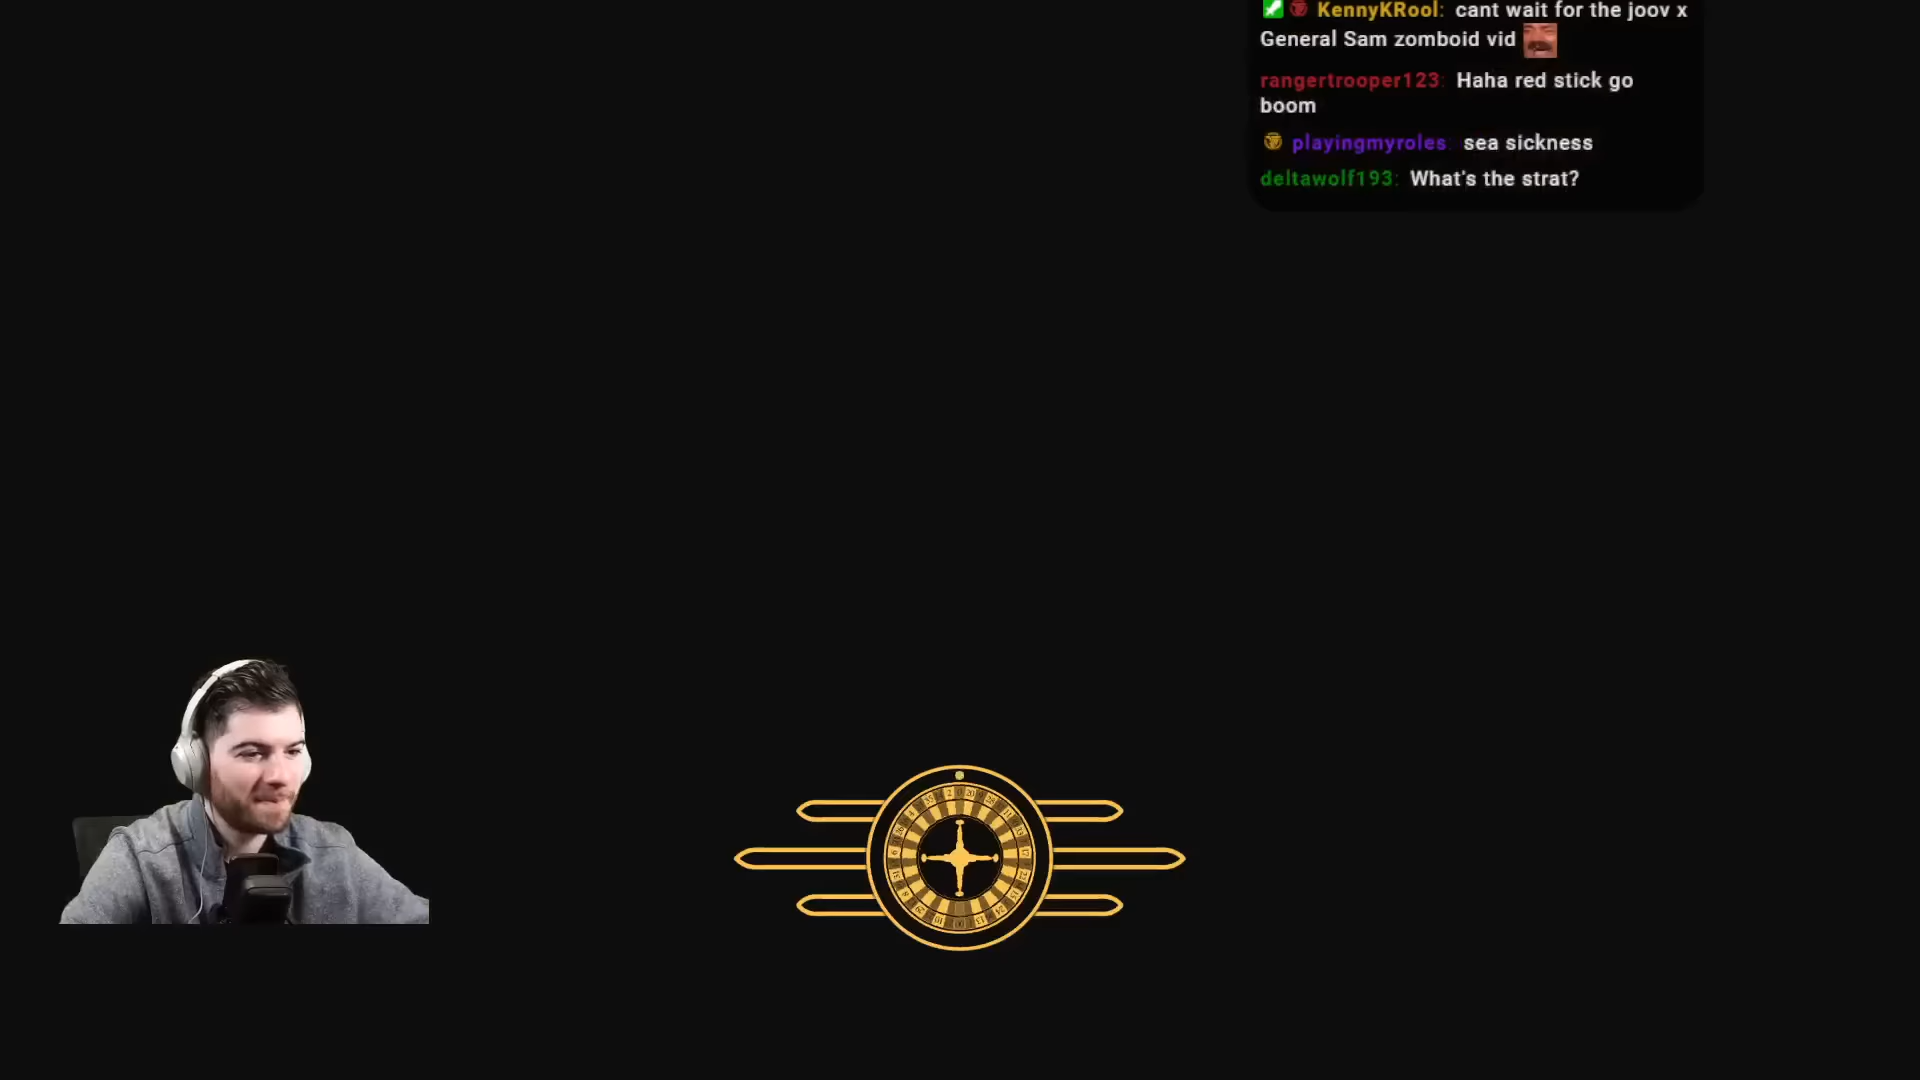 KennyKRool: cant wait for the joov x
General Sam zomboid vid
rangertrooper123: Haha red stick go
boom
playingmyroles: sea sickness
deltawolf193: What's the strat?